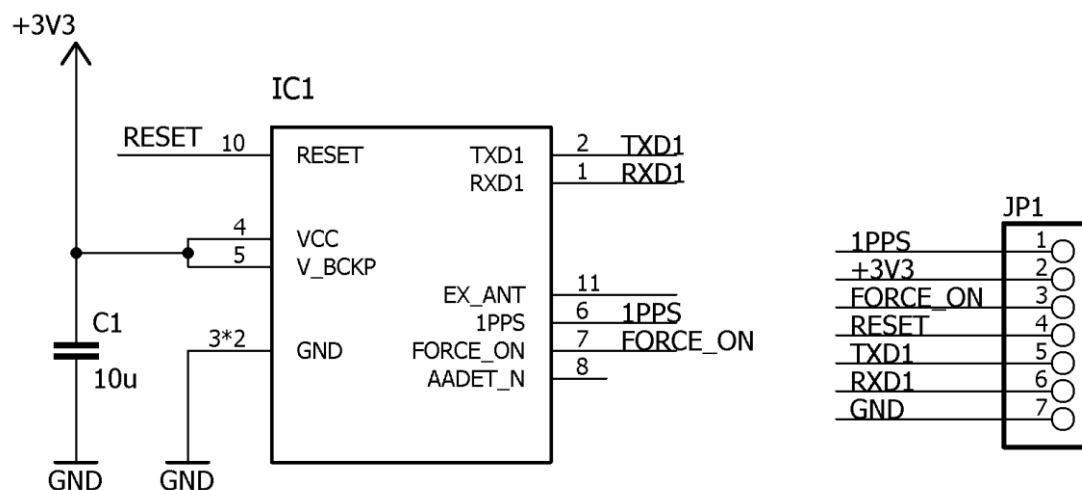 +3V3
IC1
RESET 10 RESET TXD1 2 TXD1
RXD1 1 RXD1
4 VCC
5 V_BCKP
EX_ANT 11
1PPS 6 1PPS
C1 3*2 GND FORCE_ON 7 FORCE_ON
10u AADET_N 8
GND GND
JP1
1PPS 1
+3V3 2
FORCE_ON 3
RESET 4
TXD1 5
RXD1 6
GND 7